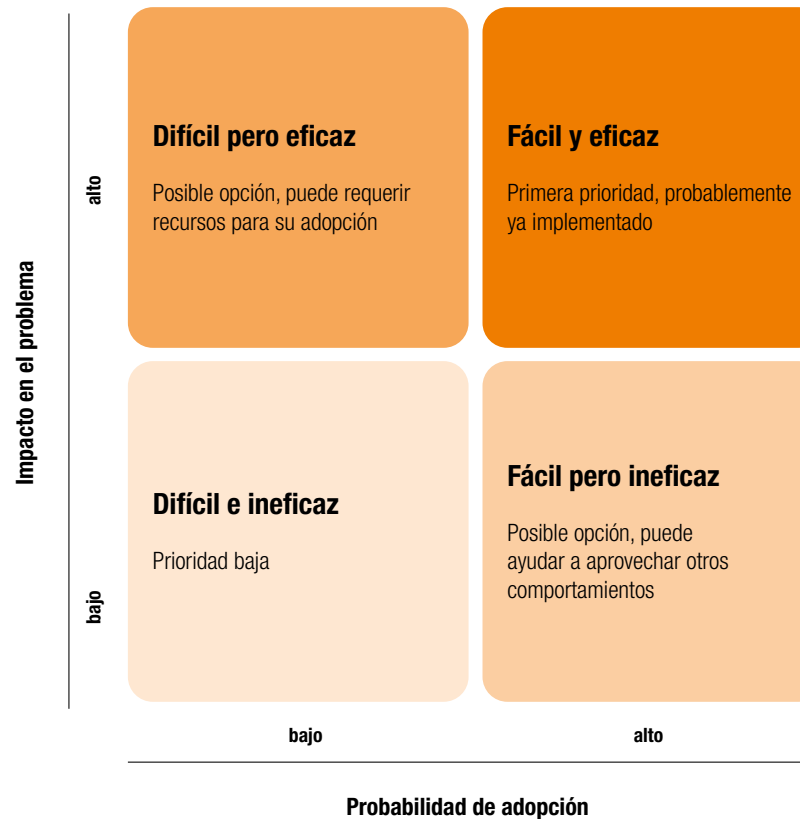 Impacto en el problema
alto
Difícil pero eficaz
Posible opción, puede requerir
recursos para su adopción
Fácil y eficaz
Primera prioridad, probablemente
ya implementado
bajo
Difícil e ineficaz
Prioridad baja
Fácil pero ineficaz
Posible opción, puede
ayudar a aprovechar otros
comportamientos
bajo
alto
Probabilidad de adopción